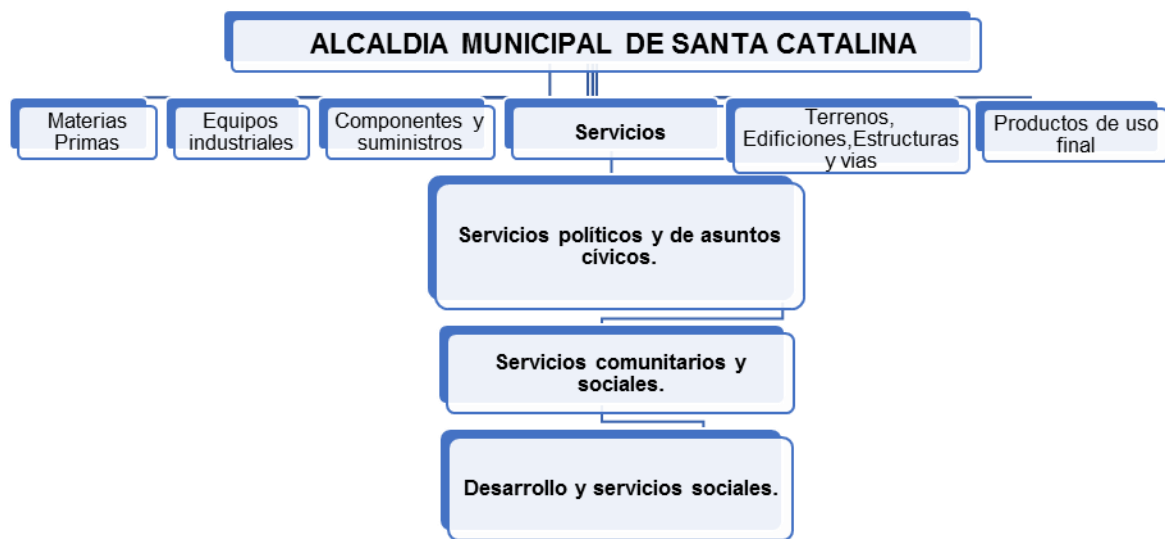 ALCALDIA MUNICIPAL DE SANTA CATALINA
Materias
Primas
Equipos
industriales
Componentes y
suministros
Servicios
Terrenos,
Edificiones,Estructuras
y vias
Productos de uso
final
Servicios políticos y de asuntos
cívicos.
Servicios comunitarios y
sociales.
Desarrollo y servicios sociales.